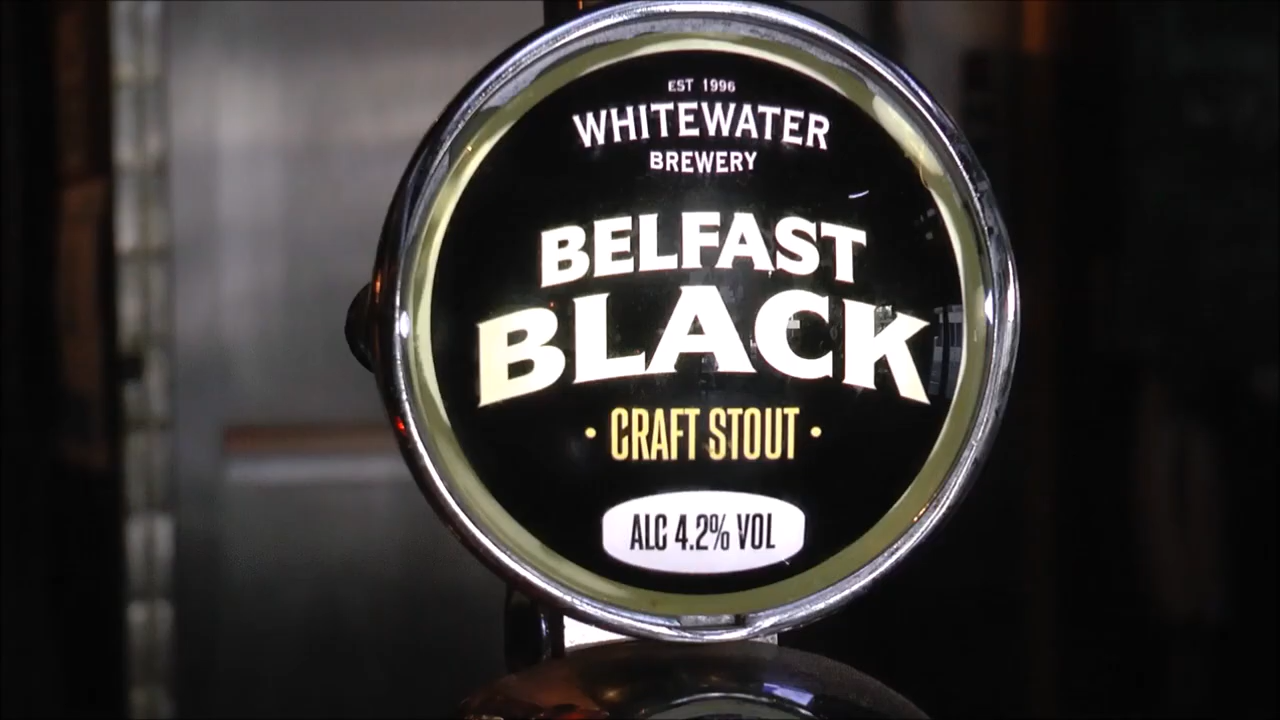 EST 1996
WHITEWATER
BREWERY
BELFAST
BLACK
• CRAFT STOUT •
ALC 4.2% VOL